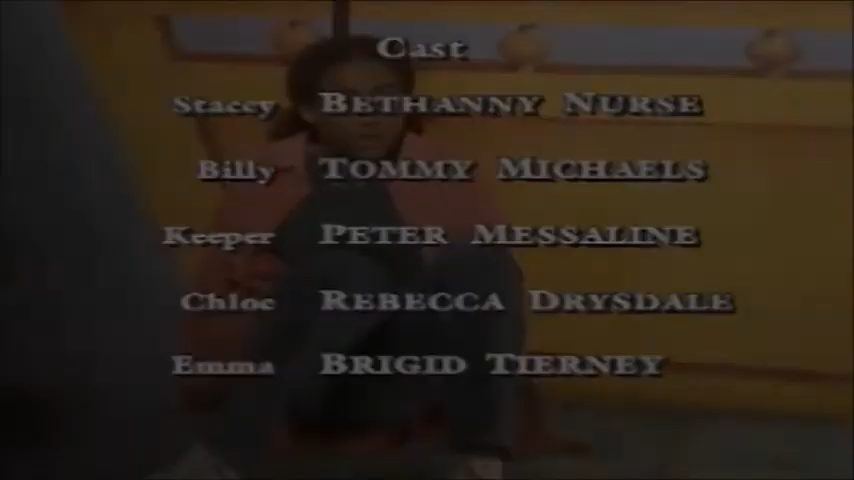 Cast
Stacey BETHANNY NURSE
Billy TOMMY MICHAELS
Keeper PETER MESSALINE
Chloe REBECCA DRYSDALE
Emma BRIGID TIERNEY